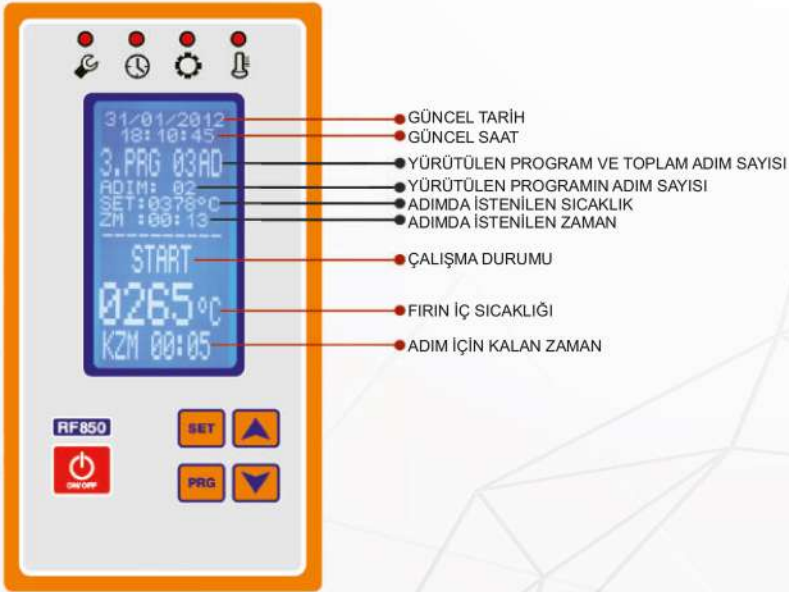 31/01/2012
18:10:45
3.PRG 03AD
ADIM: 02
SET:0378°C
ZM :00:13
START
0265°C
KZM 00:05
GÜNCEL TARİH
GÜNCEL SAAT
YÜRÜTÜLEN PROGRAM VE TOPLAM ADIM SAYISI
YÜRÜTÜLEN PROGRAMIN ADIM SAYISI
ADIMDA İSTENİLEN SICAKLIK
ADIMDA İSTENİLEN ZAMAN
ÇALIŞMA DURUMU
FIRIN İÇ SICAKLIĞI
ADIM İÇİN KALAN ZAMAN
RF850
SET
ON/OFF
PRG